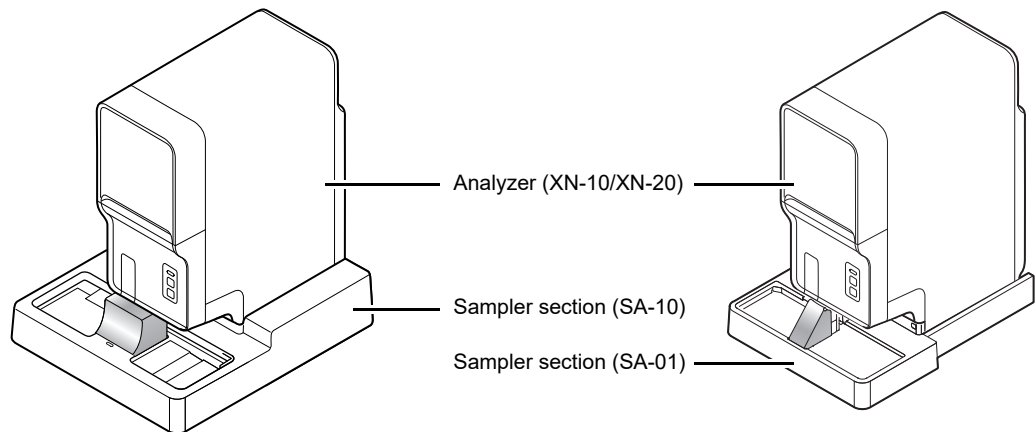 Analyzer (XN-10/XN-20)
Sampler section (SA-10)
Sampler section (SA-01)